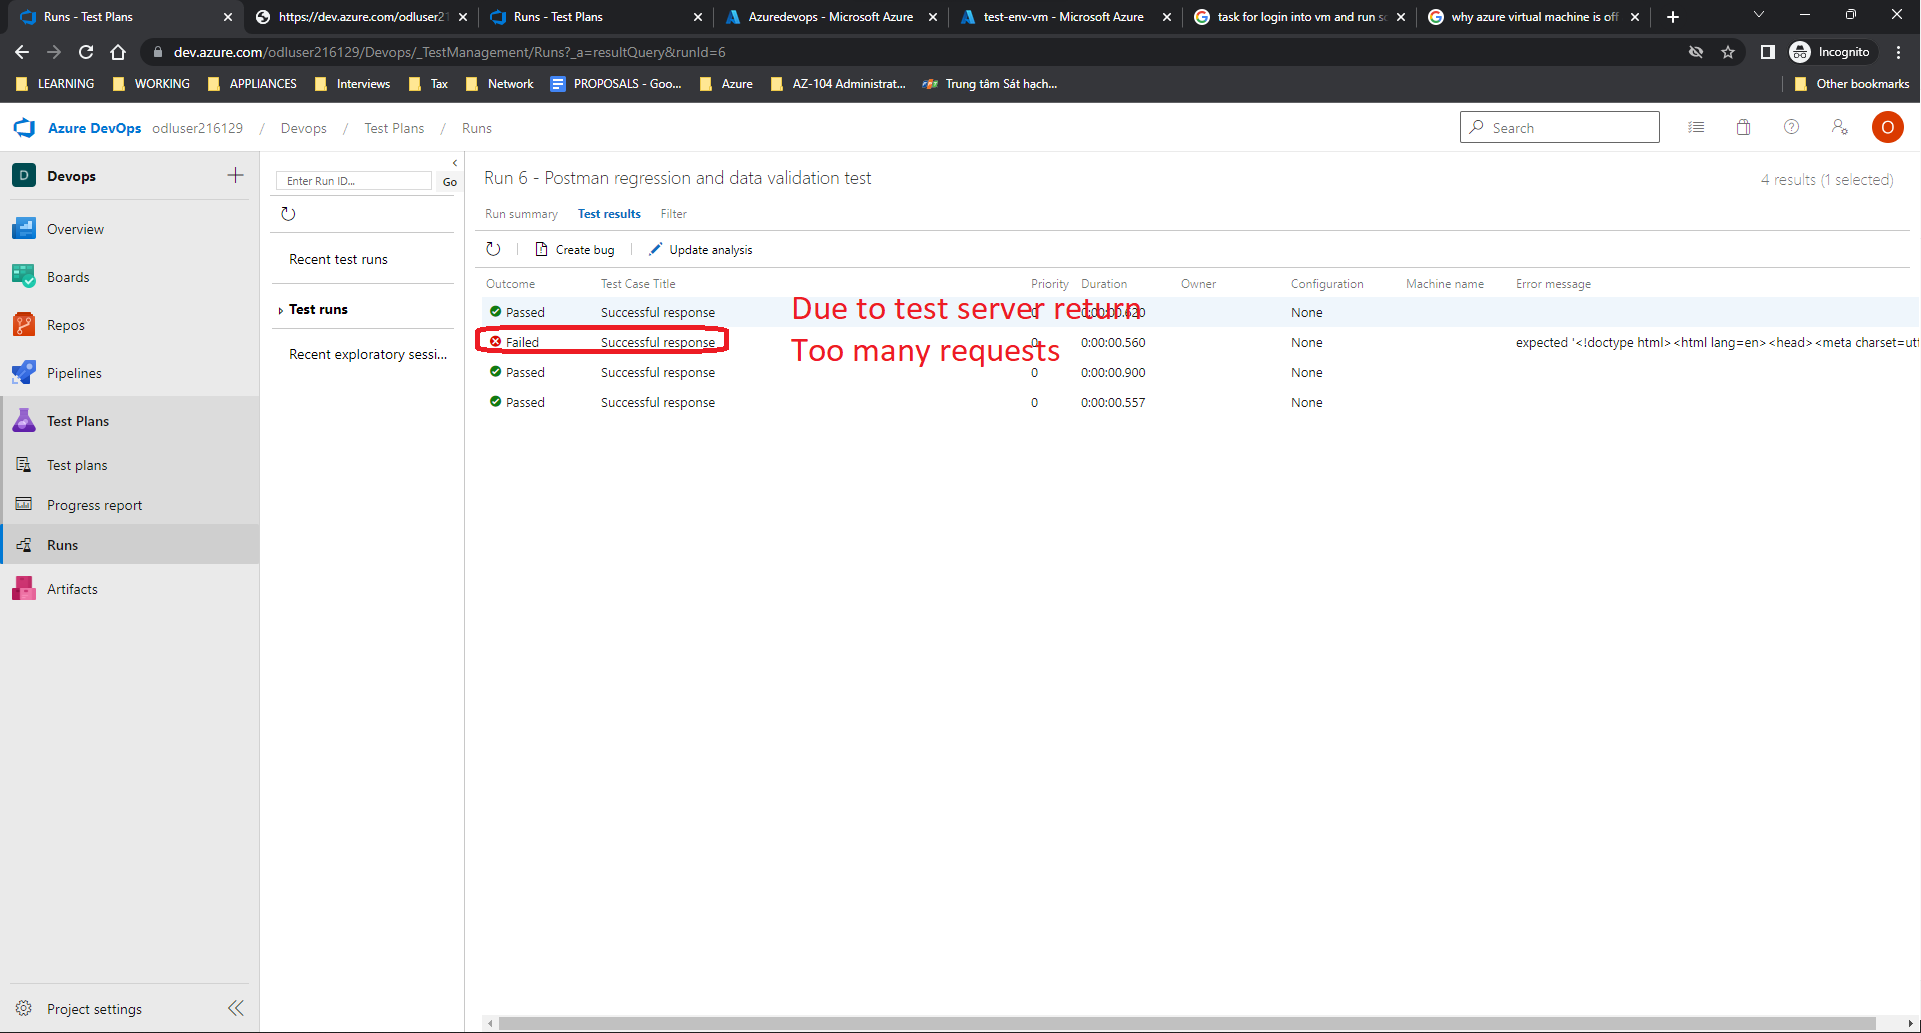 Runs - Test Plans
https://dev.azure.com/odluser21
Runs - Test Plans
Azuredevops - Microsoft Azure
test-env-vm - Microsoft Azure
task for login into vm and run sc
why azure virtual machine is off
dev.azure.com/odluser216129/Devops/_TestManagement/Runs?_a=resultQuery&runId=6
Incognito
LEARNING
WORKING
APPLIANCES
Interviews
Tax
Network
PROPOSALS - Goo...
Azure
AZ-104 Administrat...
Trung tâm Sát hạch...
Other bookmarks
Azure DevOps odluser216129 / Devops / Test Plans / Runs
Search
O
D Devops
Overview
Boards
Repos
Pipelines
Test Plans
Test plans
Progress report
Runs
Artifacts
Project settings
Enter Run ID...
Go
Recent test runs
Test runs
Recent exploratory sessi...
Run 6 - Postman regression and data validation test
4 results (1 selected)
Run summary Test results Filter
Create bug
Update analysis
Outcome Test Case Title Priority Duration Owner Configuration Machine name Error message
Passed Successful response 0 0:00:00.620 None
Failed Successful response 0 0:00:00.560 None expected '<!doctype html><html lang=en><head><meta charset=utf
Passed Successful response 0 0:00:00.900 None
Passed Successful response 0 0:00:00.557 None
Due to test server return
Too many requests